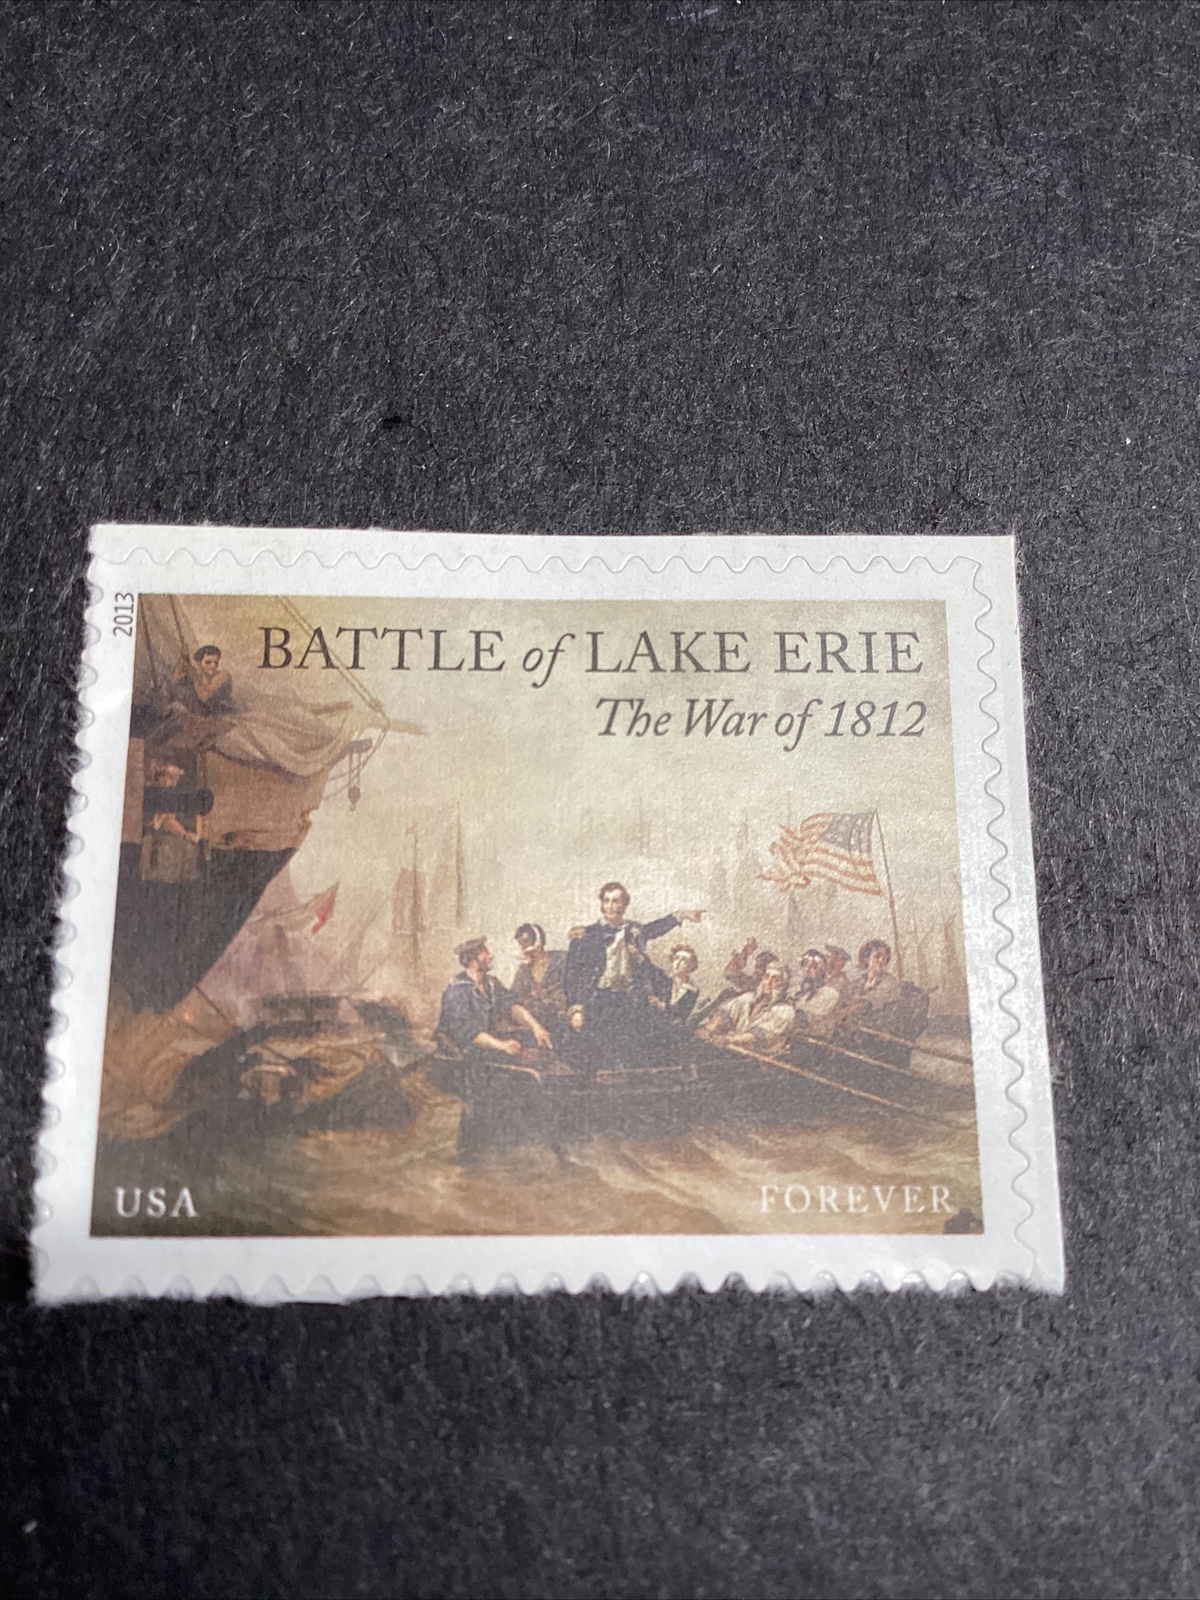 2013
BATTLE of LAKE ERIE
The War of 1812
USA
FOREVER